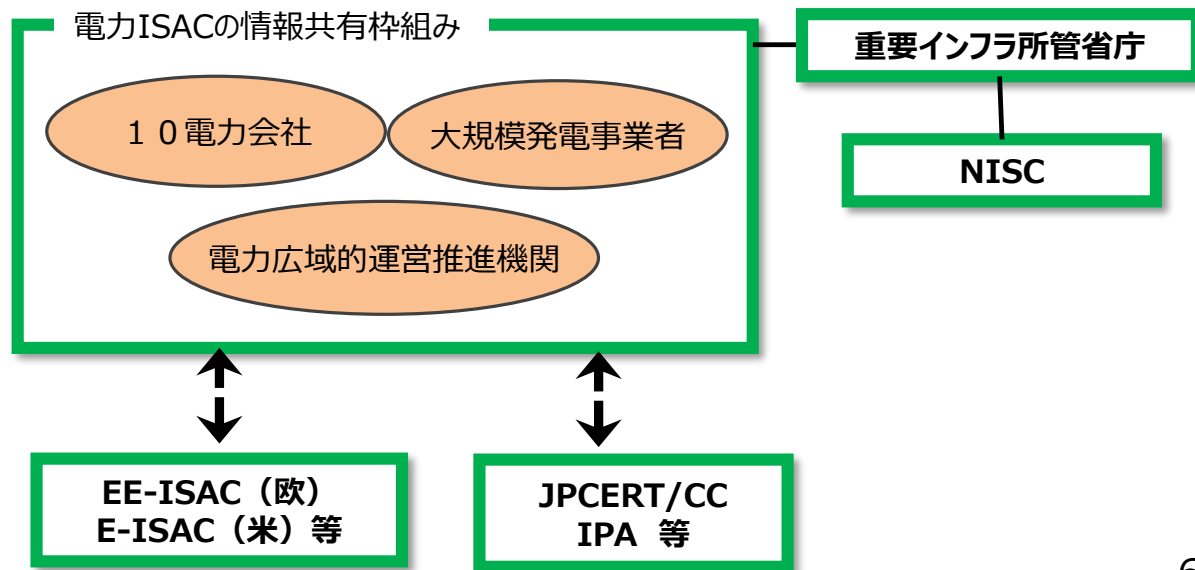 電力ISACの情報共有枠組み
重要インフラ所管省庁
１０電力会社
大規模発電事業者
NISC
電力広域的運営推進機関
EE-ISAC（欧）
E-ISAC（米）等
JPCERT/CC
IPA 等
6